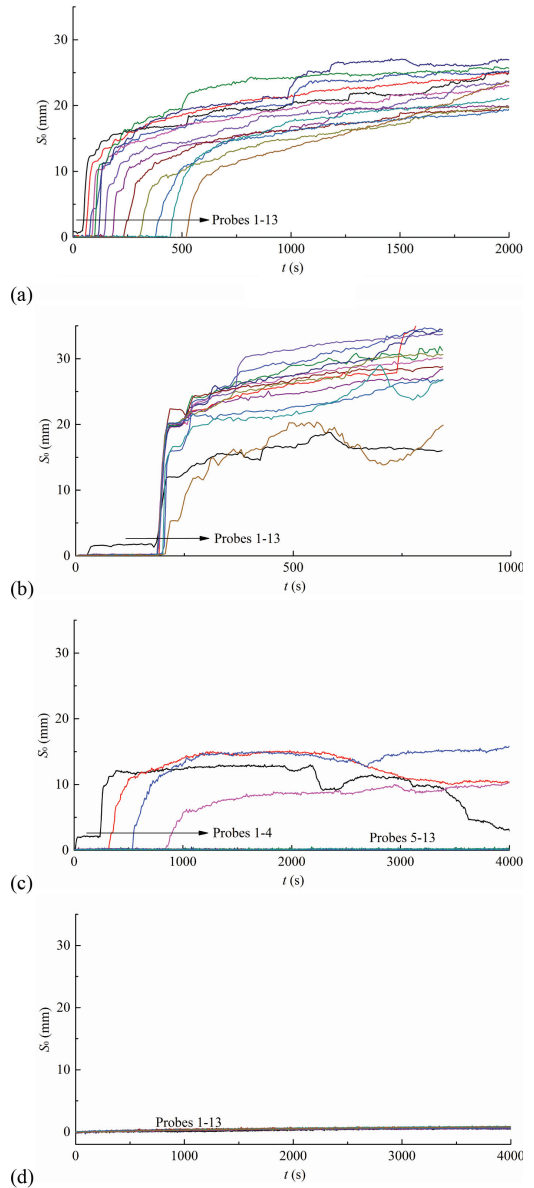 30
20
10
0
S₀ (mm)
Probes 1-13
0 500 1000 1500 2000
t (s)
(a)
30
20
10
0
S₀ (mm)
Probes 1-13
500 1000
t (s)
(b)
30
20
10
0
S₀ (mm)
Probes 1-4
Probes 5-13
0 1000 2000 3000 4000
t (s)
(c)
30
20
10
0
S₀ (mm)
Probes 1-13
0 1000 2000 3000 4000
t (s)
(d)